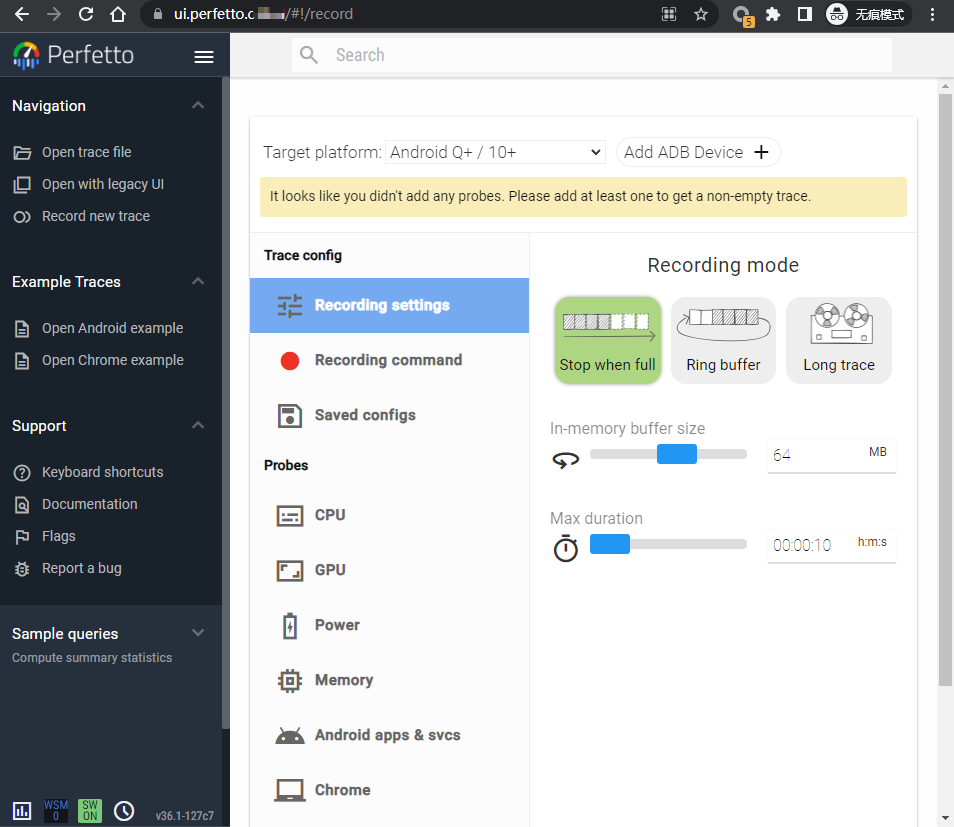 ui.perfetto.c /#!/record
5
无痕模式
Perfetto
Search
Navigation
Open trace file
Open with legacy UI
Record new trace
Example Traces
Open Android example
Open Chrome example
Support
Keyboard shortcuts
Documentation
Flags
Report a bug
Sample queries
Compute summary statistics
WSM
0
SW
ON
v36.1-127c7
Target platform: Android Q+ / 10+ Add ADB Device +
It looks like you didn't add any probes. Please add at least one to get a non-empty trace.
Trace config
Recording settings
Recording command
Saved configs
Probes
CPU
GPU
Power
Memory
Android apps & svcs
Chrome
Recording mode
Stop when full Ring buffer Long trace
In-memory buffer size
64 MB
Max duration
00:00:10 h:m:s